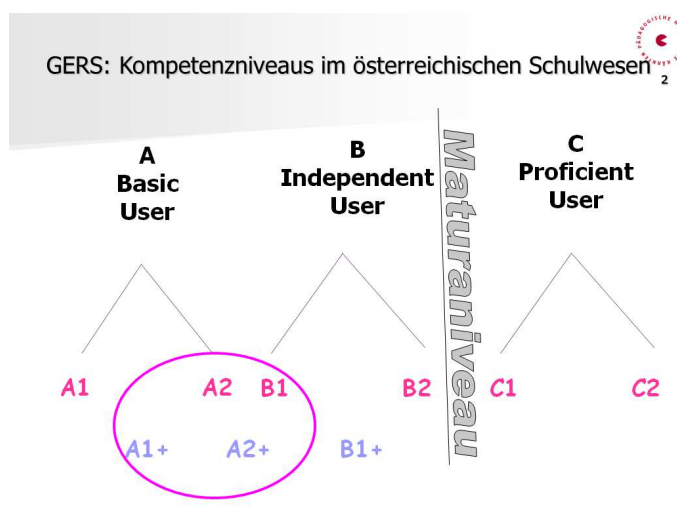 GERS: Kompetenzniveaus im österreichischen Schulwesen
2
A
Basic
User
B
Independent
User
Maturaniveau
C
Proficient
User
A1
A2
B1
B2
C1
C2
A1+
A2+
B1+